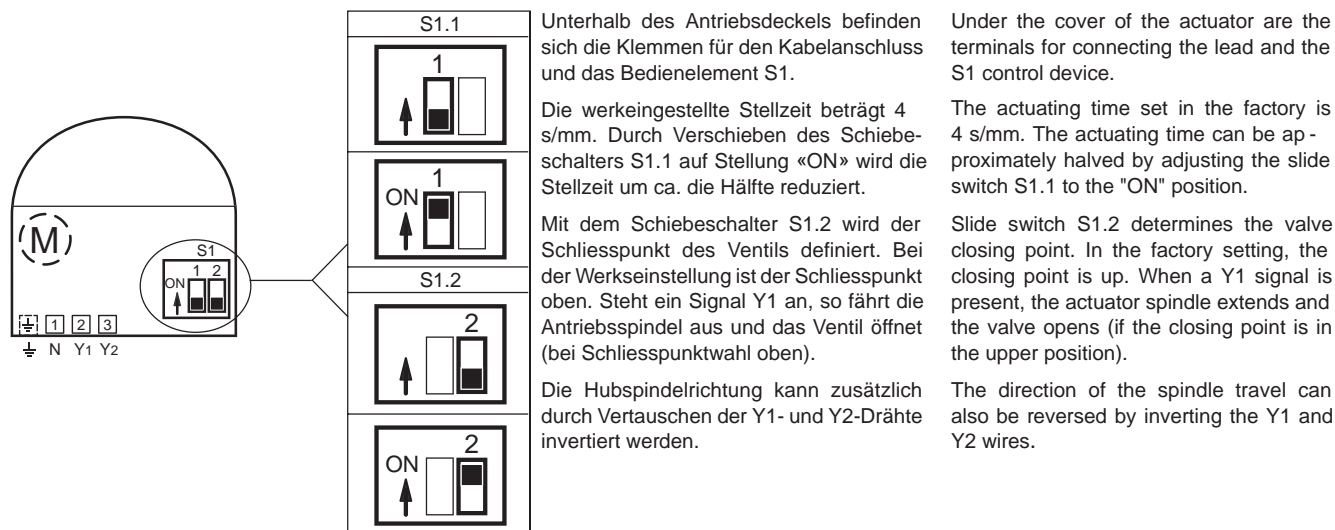 M
S1
1 2
ON
1 2 3
N Y1 Y2
S1.1
1
1
ON
S1.2
2
2
ON
Unterhalb des Antriebsdeckels befinden
sich die Klemmen für den Kabelanschluss
und das Bedienelement S1.
Die werkeingestellte Stellzeit beträgt 4
s/mm. Durch Verschieben des Schiebe-
schalters S1.1 auf Stellung «ON» wird die
Stellzeit um ca. die Hälfte reduziert.
Mit dem Schiebeschalter S1.2 wird der
Schliesspunkt des Ventils definiert. Bei
der Werkseinstellung ist der Schliesspunkt
oben. Steht ein Signal Y1 an, so fährt die
Antriebsspindel aus und das Ventil öffnet
(bei Schliesspunktwahl oben).
Die Hubspindelrichtung kann zusätzlich
durch Vertauschen der Y1- und Y2-Drähte
invertiert werden.
Under the cover of the actuator are the
terminals for connecting the lead and the
S1 control device.
The actuating time set in the factory is
4 s/mm. The actuating time can be ap -
proximately halved by adjusting the slide
switch S1.1 to the "ON" position.
Slide switch S1.2 determines the valve
closing point. In the factory setting, the
closing point is up. When a Y1 signal is
present, the actuator spindle extends and
the valve opens (if the closing point is in
the upper position).
The direction of the spindle travel can
also be reversed by inverting the Y1 and
Y2 wires.